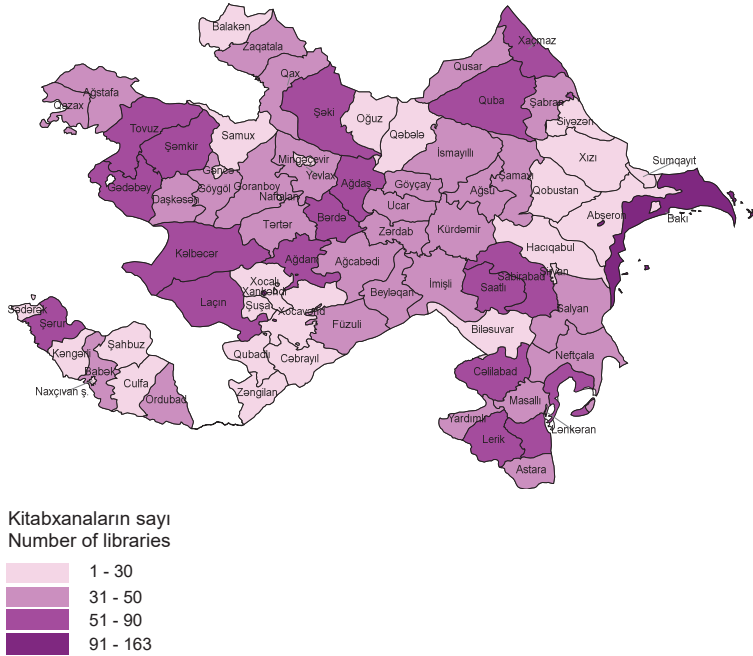 Balakən
Zaqatala
Xaçmaz
Qax
Qusar
Ağstafa
Qazax
Şəki
Quba
Şabran
Oğuz
Siyəzən
Tovuz
Samux
Qəbələ
Şəmkir
İsmayıllı
Xızı
Mingəçevir
Sumqayıt
Gəncə
Yevlax
Şamaxı
Gədəbəy
Göygöl
Goranboy
Ağdaş
Göyçay
Ağsu
Qobustan
Daşkəsən
Naftalan
Ucar
Bərdə
Abşeron
Bakı
Tərtər
Zərdab
Kürdəmir
Hacıqabul
Kəlbəcər
Ağdam
Ağcabədi
Xocalı
Şirvan
Sabirabad
Xankəndi
İmişli
Saatlı
Laçın
Şuşa
Beyləqan
Xocavənd
Salyan
Sədərək
Şərur
Füzuli
Biləsuvar
Şahbuz
Kəngərli
Qubadlı
Cəbrayıl
Neftçala
Babək
Cəlilabad
Culfa
Naxçıvan ş.
Zəngilan
Ordubad
Masallı
Yardımlı
Lənkəran
Lerik
Astara
Kitabxanaların sayı
Number of libraries
1 - 30
31 - 50
51 - 90
91 - 163